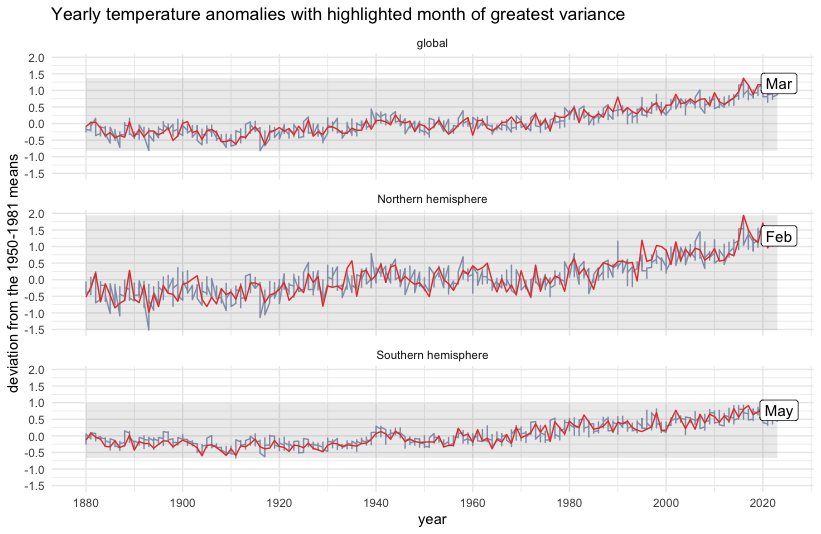 Yearly temperature anomalies with highlighted month of greatest variance
global
2.0
1.5
1.0
0.5
0.0
-0.5
-1.0
-1.5
Mar
Northern hemisphere
2.0
1.5
1.0
0.5
0.0
-0.5
-1.0
-1.5
Feb
Southern hemisphere
2.0
1.5
1.0
0.5
0.0
-0.5
-1.0
-1.5
May
deviation from the 1950-1981 means
1880 1900 1920 1940 1960 1980 2000 2020
year